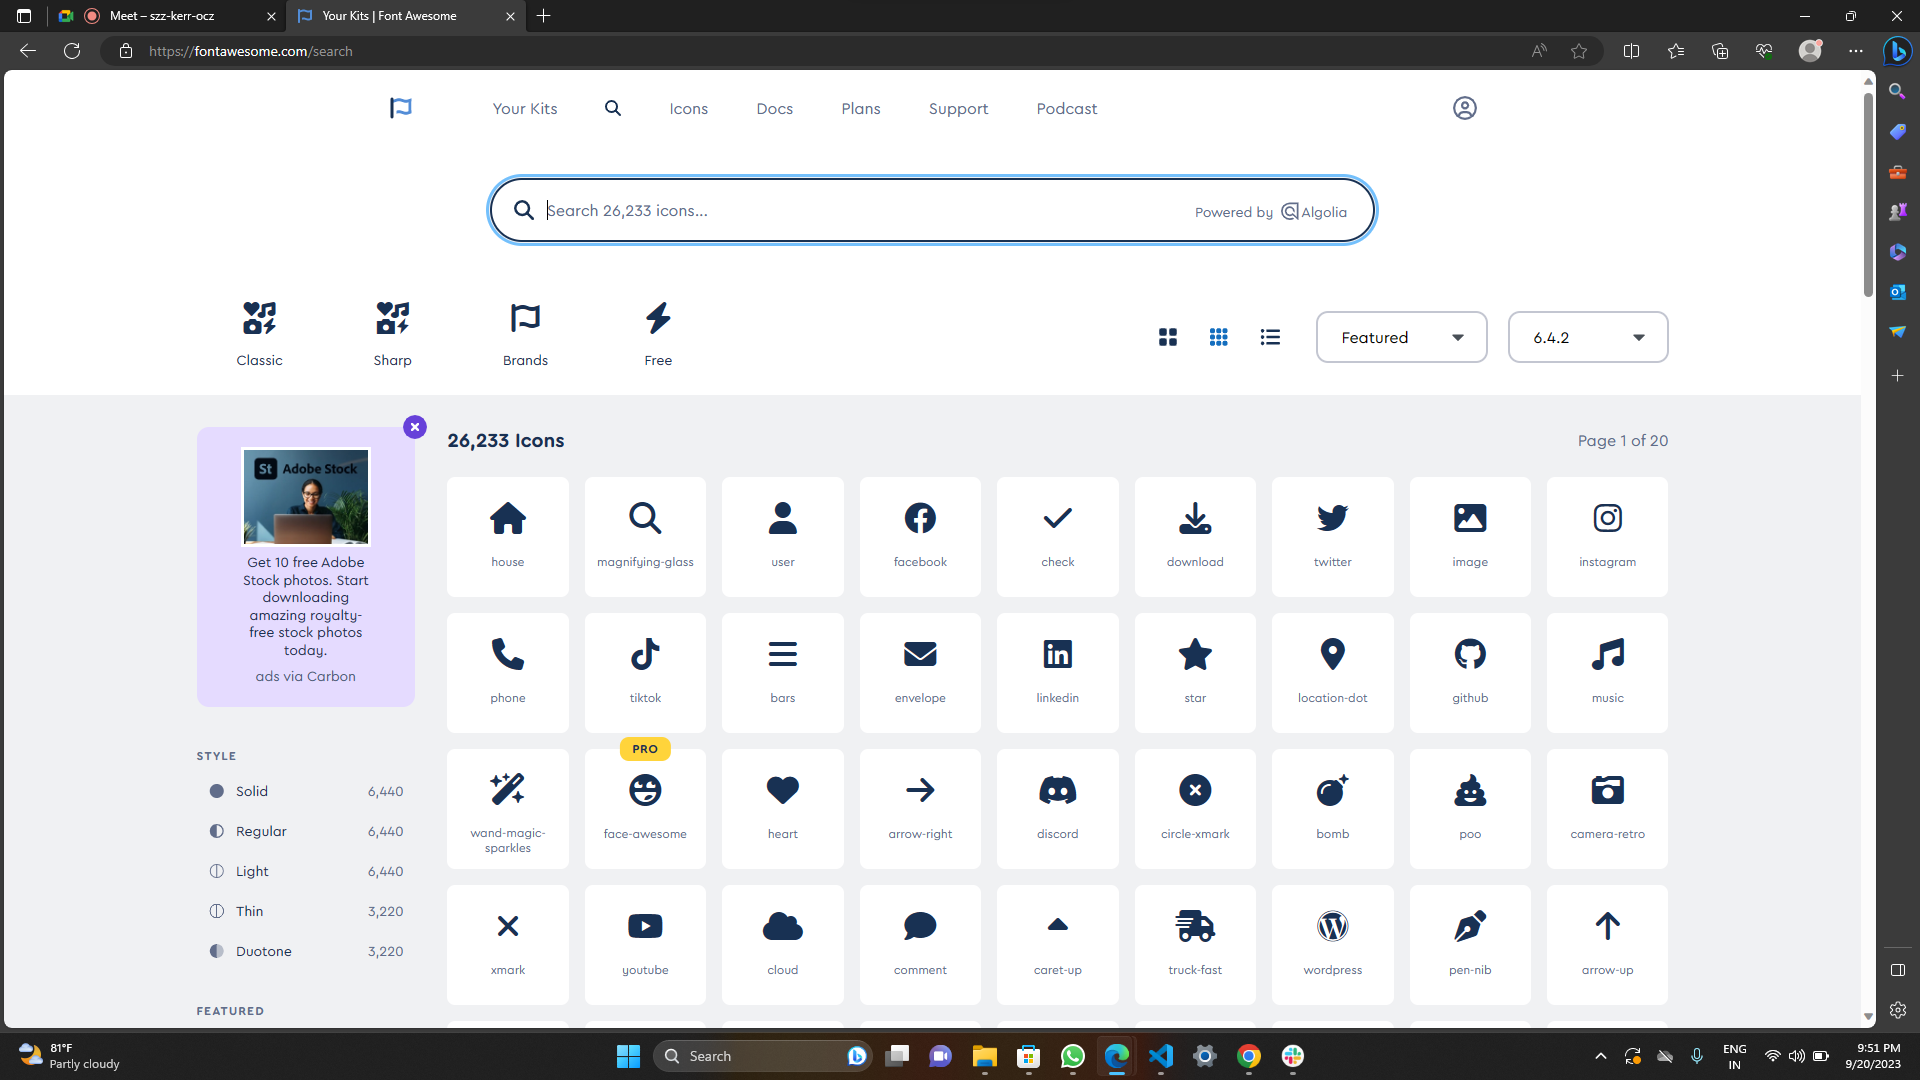 Meet – szz-kerr-ocz
Your Kits | Font Awesome
https://fontawesome.com/search
Your Kits
Icons
Docs
Plans
Support
Podcast
Search 26,233 icons...
Powered by Algolia
Classic
Sharp
Brands
Free
Featured
6.4.2
St Adobe Stock
Get 10 free Adobe
Stock photos. Start
downloading
amazing royalty-
free stock photos
today.
ads via Carbon
STYLE
Solid 6,440
Regular 6,440
Light 6,440
Thin 3,220
Duotone 3,220
FEATURED
26,233 Icons
Page 1 of 20
house
magnifying-glass
user
facebook
check
download
twitter
image
instagram
phone
tiktok
bars
envelope
linkedin
star
location-dot
github
music
PRO
wand-magic-
sparkles
face-awesome
heart
arrow-right
discord
circle-xmark
bomb
poo
camera-retro
xmark
youtube
cloud
comment
caret-up
truck-fast
wordpress
pen-nib
arrow-up
81°F
Partly cloudy
Search
ENG
IN
9:51 PM
9/20/2023